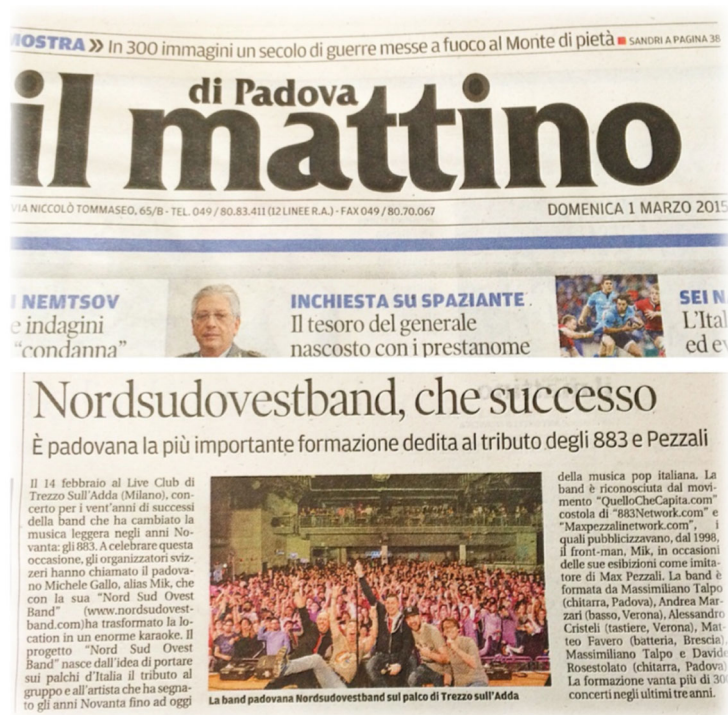 MOSTRA >> In 300 immagini un secolo di guerre messe a fuoco al Monte di pietà ■ SANDRI A PAGINA 38
il mattino
di Padova
VIA NICCOLÒ TOMMASEO, 65/B - TEL. 049 / 80.83.411 (12 LINEE R.A.) - FAX 049 / 80.70.067
DOMENICA 1 MARZO 2015
I NEMTSOV
e indagini
"condanna"
INCHIESTA SU SPAZIANTE
Il tesoro del generale
nascosto con i prestanome
SEI N
L'Ital
ed ev
Nordsudovestband, che successo
È padovana la più importante formazione dedita al tributo degli 883 e Pezzali
Il 14 febbraio al Live Club di
Trezzo Sull'Adda (Milano), con-
certo per i vent'anni di successi
della band che ha cambiato la
musica leggera negli anni No-
vanta: gli 883. A celebrare questa
occasione, gli organizzatori sviz-
zeri hanno chiamato il padova-
no Michele Gallo, alias Mik, che
con la sua "Nord Sud Ovest
Band" (www.nordsudovest-
band.com)ha trasformato la lo-
cation in un enorme karaoke. Il
progetto "Nord Sud Ovest
Band" nasce dall'idea di portare
sui palchi d'Italia il tributo al
gruppo e all'artista che ha segna-
to gli anni Novanta fino ad oggi
La band padovana Nordsudovestband sul palco di Trezzo sull'Adda
della musica pop italiana. La
band è riconosciuta dal mo-
vimento "QuelloCheCapita.com"
costola di "883Network.com" e
"Maxpezzalinetwork.com", i
quali pubblicizzavano, dal 1998,
il front-man, Mik, in occasioni
delle sue esibizioni come imita-
tore di Max Pezzali. La band è
formata da Massimiliano Talpo
(chitarra, Padova), Andrea Mar-
zari (basso, Verona), Alessandro
Cristeli (tastiere, Verona), Mat-
teo Favero (batteria, Brescia)
Massimiliano Talpo e Davide
Rosestolato (chitarra, Padova)
La formazione vanta più di 300
concerti negli ultimi tre anni.